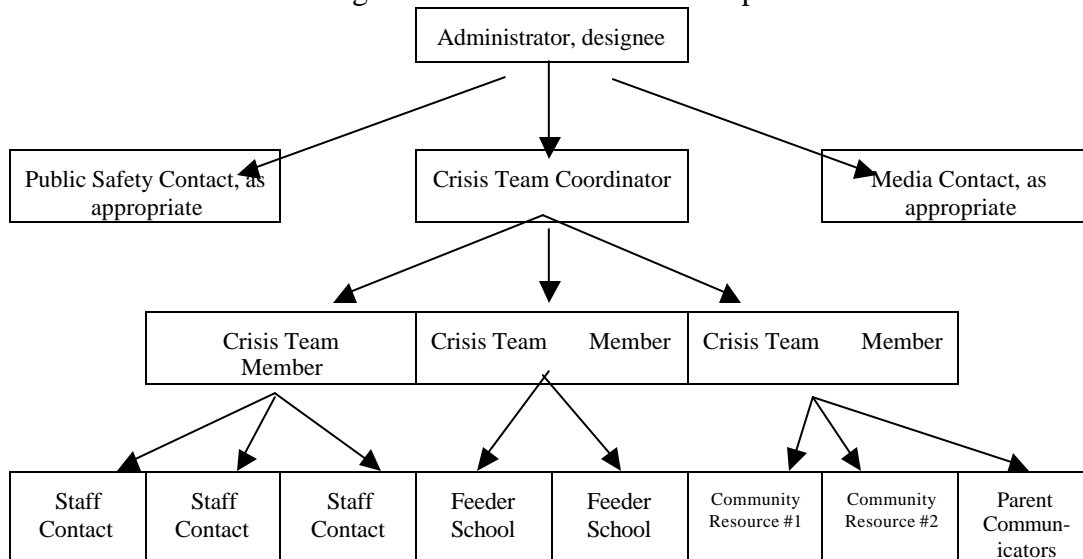 Administrator, designee
Public Safety Contact, as
appropriate
Crisis Team Coordinator
Media Contact, as
appropriate
Crisis Team
Member
Crisis Team Member
Crisis Team Member
Staff
Contact
Staff
Contact
Staff
Contact
Feeder
School
Feeder
School
Community
Resource #1
Community
Resource #2
Parent
Commun-
icators